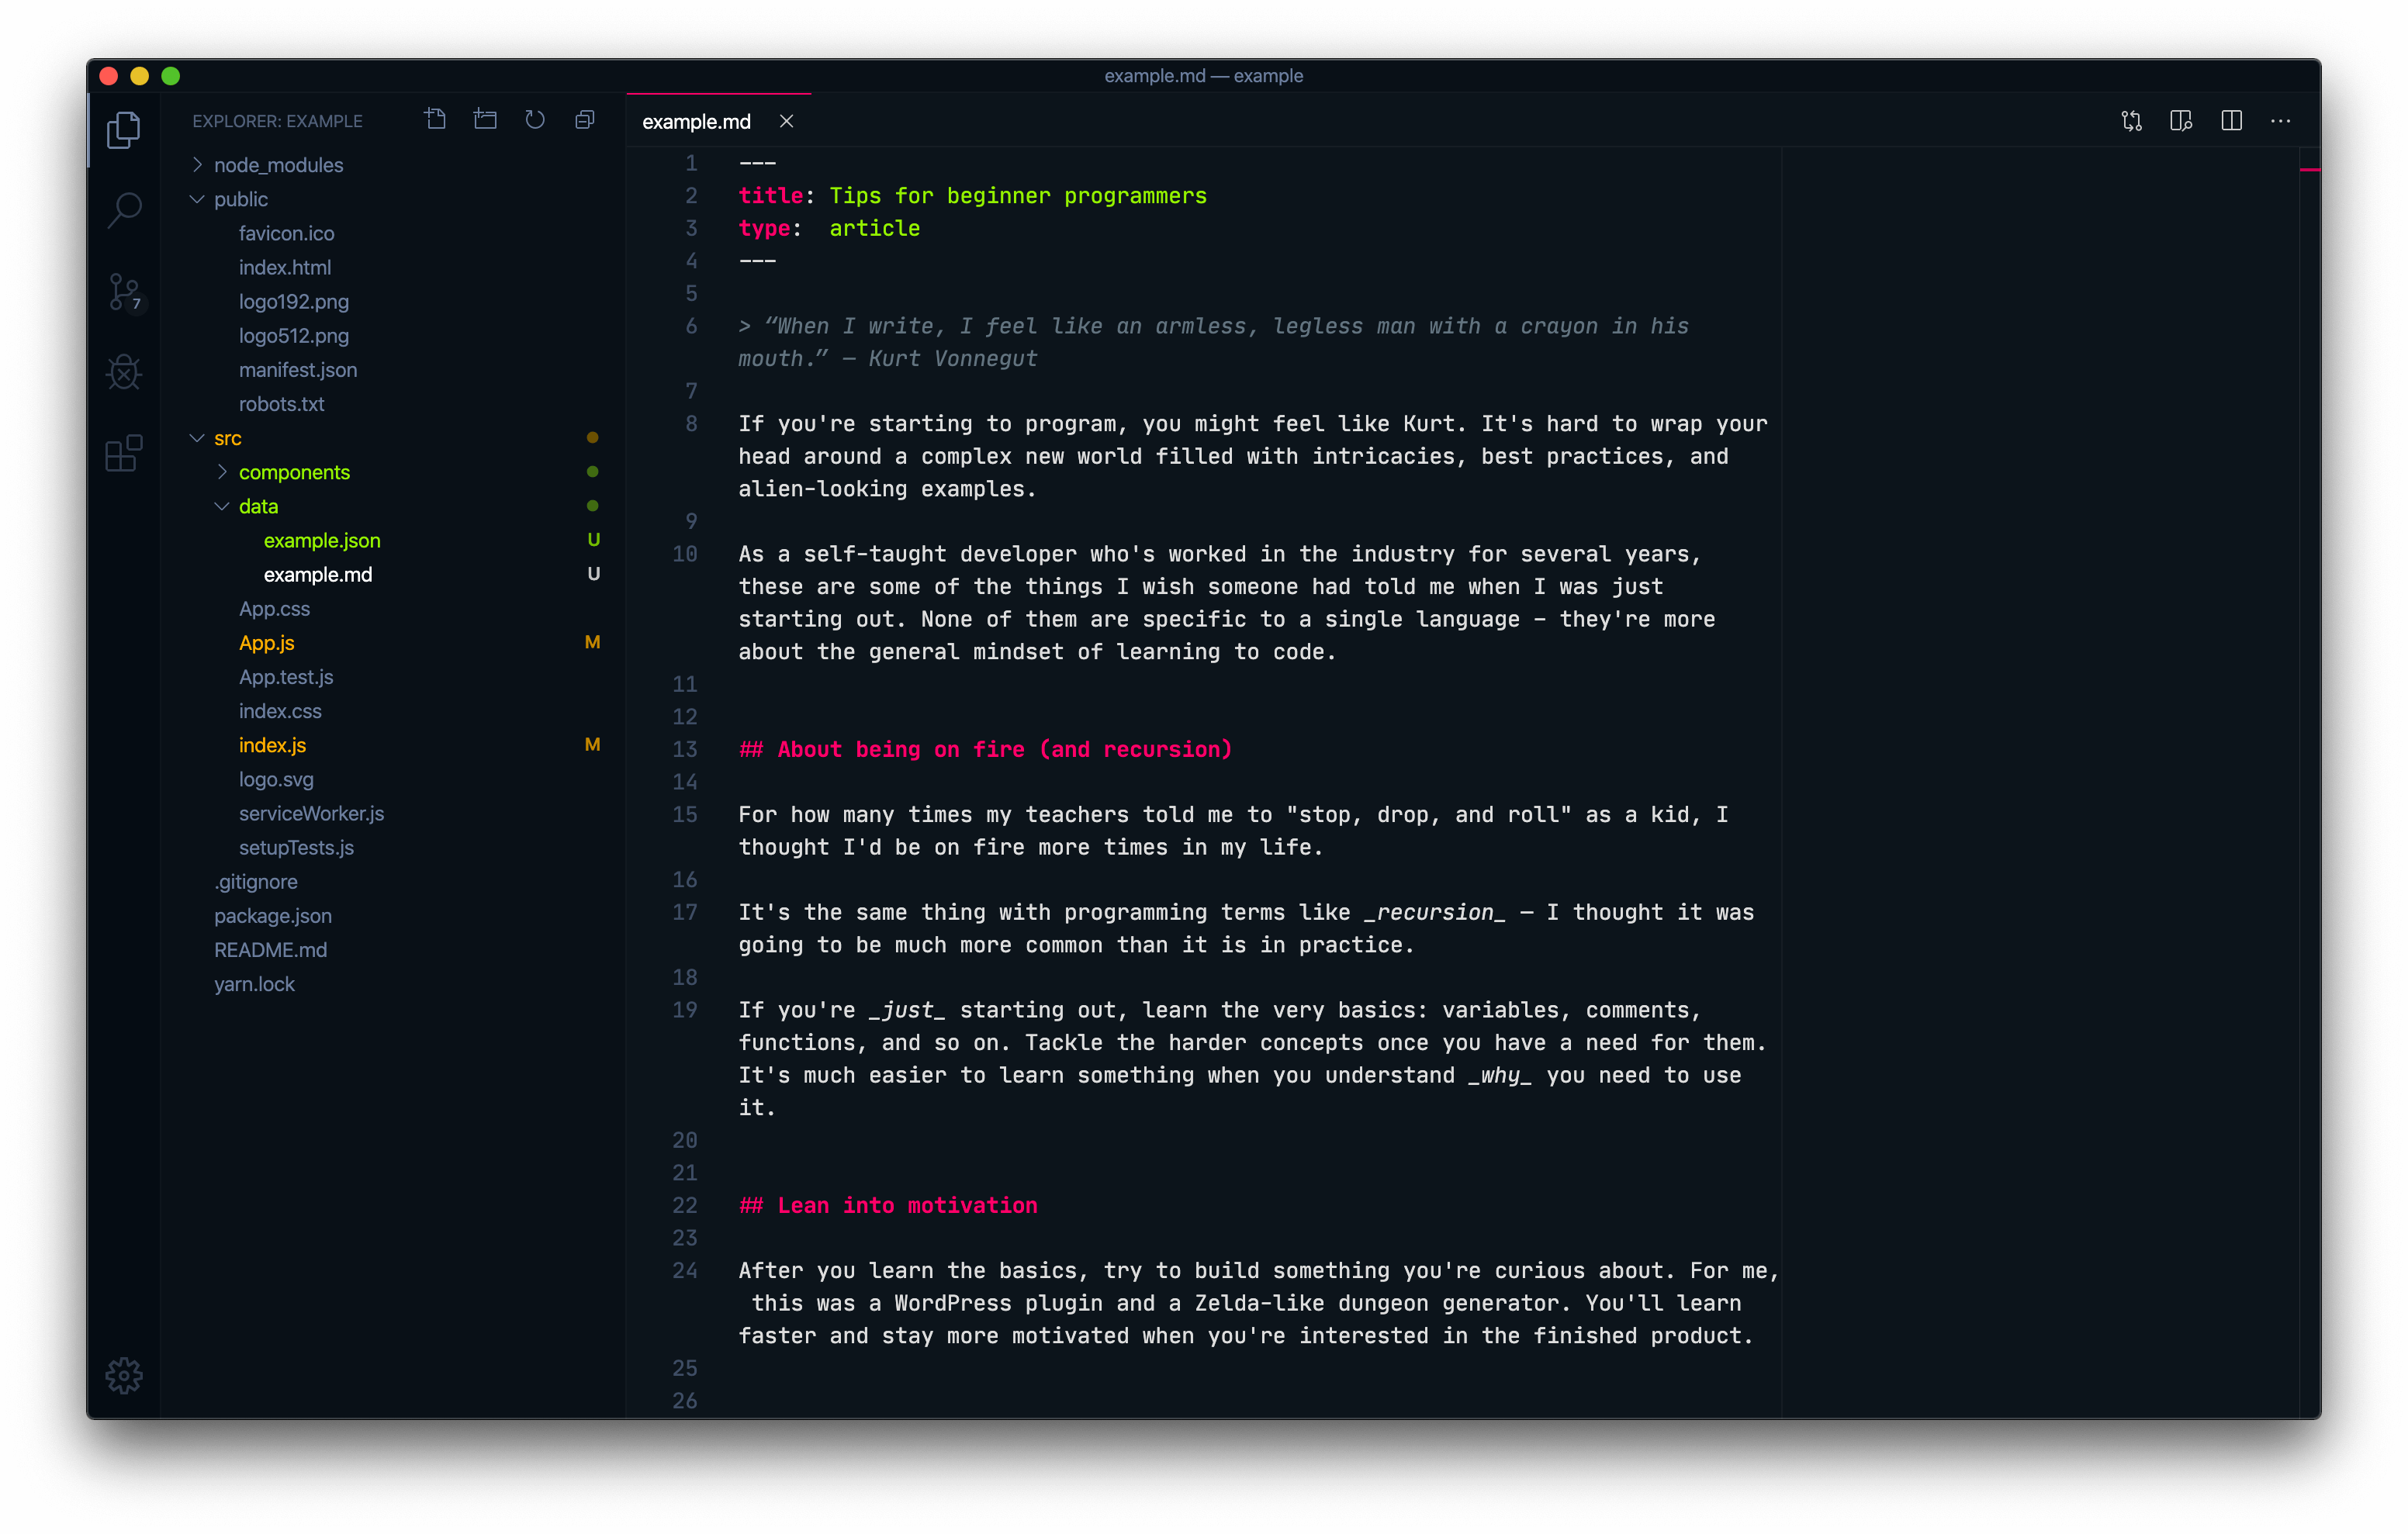 example.md — example
EXPLORER: EXAMPLE
node_modules
public
favicon.ico
index.html
logo192.png
logo512.png
manifest.json
robots.txt
src
components
data
example.json U
example.md U
App.css
App.js M
App.test.js
index.css
index.js M
logo.svg
serviceWorker.js
setupTests.js
.gitignore
package.json
README.md
yarn.lock
7
example.md
1 ---
2 title: Tips for beginner programmers
3 type:  article
4 ---
5
6 > “When I write, I feel like an armless, legless man with a crayon in his
mouth.” — Kurt Vonnegut
7
8 If you're starting to program, you might feel like Kurt. It's hard to wrap your
head around a complex new world filled with intricacies, best practices, and
alien-looking examples.
9
10 As a self-taught developer who's worked in the industry for several years,
these are some of the things I wish someone had told me when I was just
starting out. None of them are specific to a single language – they're more
about the general mindset of learning to code.
11
12
13 ## About being on fire (and recursion)
14
15 For how many times my teachers told me to "stop, drop, and roll" as a kid, I
thought I'd be on fire more times in my life.
16
17 It's the same thing with programming terms like _recursion_ — I thought it was
going to be much more common than it is in practice.
18
19 If you're _just_ starting out, learn the very basics: variables, comments,
functions, and so on. Tackle the harder concepts once you have a need for them.
It's much easier to learn something when you understand _why_ you need to use
it.
20
21
22 ## Lean into motivation
23
24 After you learn the basics, try to build something you're curious about. For me,
this was a WordPress plugin and a Zelda-like dungeon generator. You'll learn
faster and stay more motivated when you're interested in the finished product.
25
26